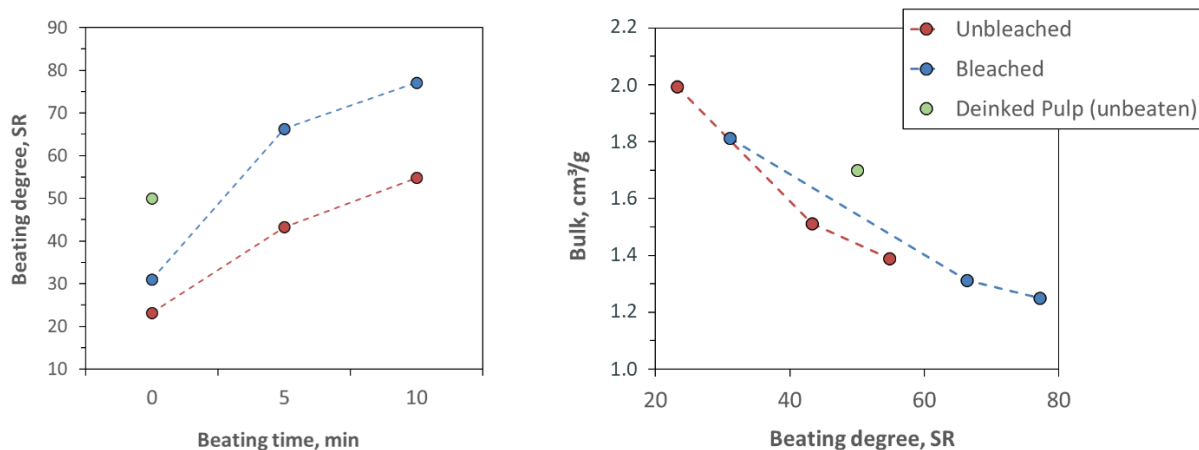 Beating degree, SR
90
80
70
60
50
40
30
20
10
0 5 10
Beating time, min
Bulk, cm³/g
2.2
2.0
1.8
1.6
1.4
1.2
1.0
20 40 60 80
Beating degree, SR
Unbleached
Bleached
Deinked Pulp (unbeaten)